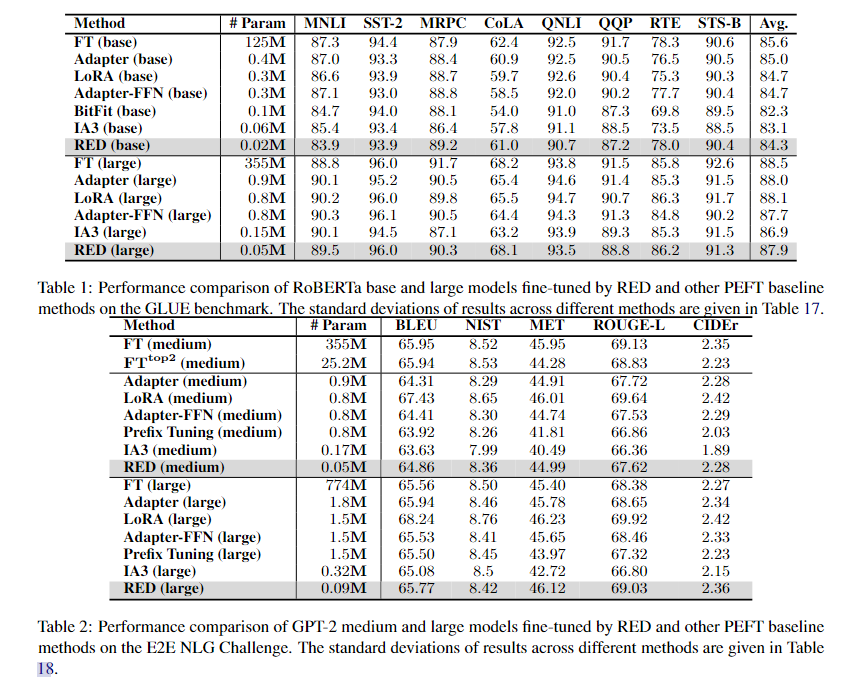 Method # Param MNLI SST-2 MRPC CoLA QNLI QQP RTE STS-B Avg.
FT (base) 125M 87.3 94.4 87.9 62.4 92.5 91.7 78.3 90.6 85.6
Adapter (base) 0.4M 87.0 93.3 88.4 60.9 92.5 90.5 76.5 90.5 85.0
LoRA (base) 0.3M 86.6 93.9 88.7 59.7 92.6 90.4 75.3 90.3 84.7
Adapter-FFN (base) 0.3M 87.1 93.0 88.8 58.5 92.0 90.2 77.7 90.4 84.7
BitFit (base) 0.1M 84.7 94.0 88.1 54.0 91.0 87.3 69.8 89.5 82.3
IA3 (base) 0.06M 85.4 93.4 86.4 57.8 91.1 88.5 73.5 88.5 83.1
RED (base) 0.02M 83.9 93.9 89.2 61.0 90.7 87.2 78.0 90.4 84.3
FT (large) 355M 88.8 96.0 91.7 68.2 93.8 91.5 85.8 92.6 88.5
Adapter (large) 0.9M 90.1 95.2 90.5 65.4 94.6 91.4 85.3 91.5 88.0
LoRA (large) 0.8M 90.2 96.0 89.8 65.5 94.7 90.7 86.3 91.7 88.1
Adapter-FFN (large) 0.8M 90.3 96.1 90.5 64.4 94.3 91.3 84.8 90.2 87.7
IA3 (large) 0.15M 90.1 94.5 87.1 63.2 93.9 89.3 85.3 91.5 86.9
RED (large) 0.05M 89.5 96.0 90.3 68.1 93.5 88.8 86.2 91.3 87.9
Table 1: Performance comparison of RoBERTa base and large models fine-tuned by RED and other PEFT baseline
methods on the GLUE benchmark. The standard deviations of results across different methods are given in Table 17.
Method # Param BLEU NIST MET ROUGE-L CIDEr
FT (medium) 355M 65.95 8.52 45.95 69.13 2.35
FT^top2 (medium) 25.2M 65.94 8.53 44.28 68.83 2.23
Adapter (medium) 0.9M 64.31 8.29 44.91 67.72 2.28
LoRA (medium) 0.8M 67.43 8.65 46.01 69.64 2.42
Adapter-FFN (medium) 0.8M 64.41 8.30 44.74 67.53 2.29
Prefix Tuning (medium) 0.8M 63.92 8.26 41.81 66.86 2.03
IA3 (medium) 0.17M 63.63 7.99 40.49 66.36 1.89
RED (medium) 0.05M 64.86 8.36 44.99 67.62 2.28
FT (large) 774M 65.56 8.50 45.40 68.38 2.27
Adapter (large) 1.8M 65.94 8.46 45.78 68.65 2.34
LoRA (large) 1.5M 68.24 8.76 46.23 69.92 2.42
Adapter-FFN (large) 1.5M 65.53 8.41 45.65 68.46 2.33
Prefix Tuning (large) 1.5M 65.50 8.45 43.97 67.32 2.23
IA3 (large) 0.32M 65.08 8.5 42.72 66.80 2.15
RED (large) 0.09M 65.77 8.42 46.12 69.03 2.36
Table 2: Performance comparison of GPT-2 medium and large models fine-tuned by RED and other PEFT baseline
methods on the E2E NLG Challenge. The standard deviations of results across different methods are given in Table
18.